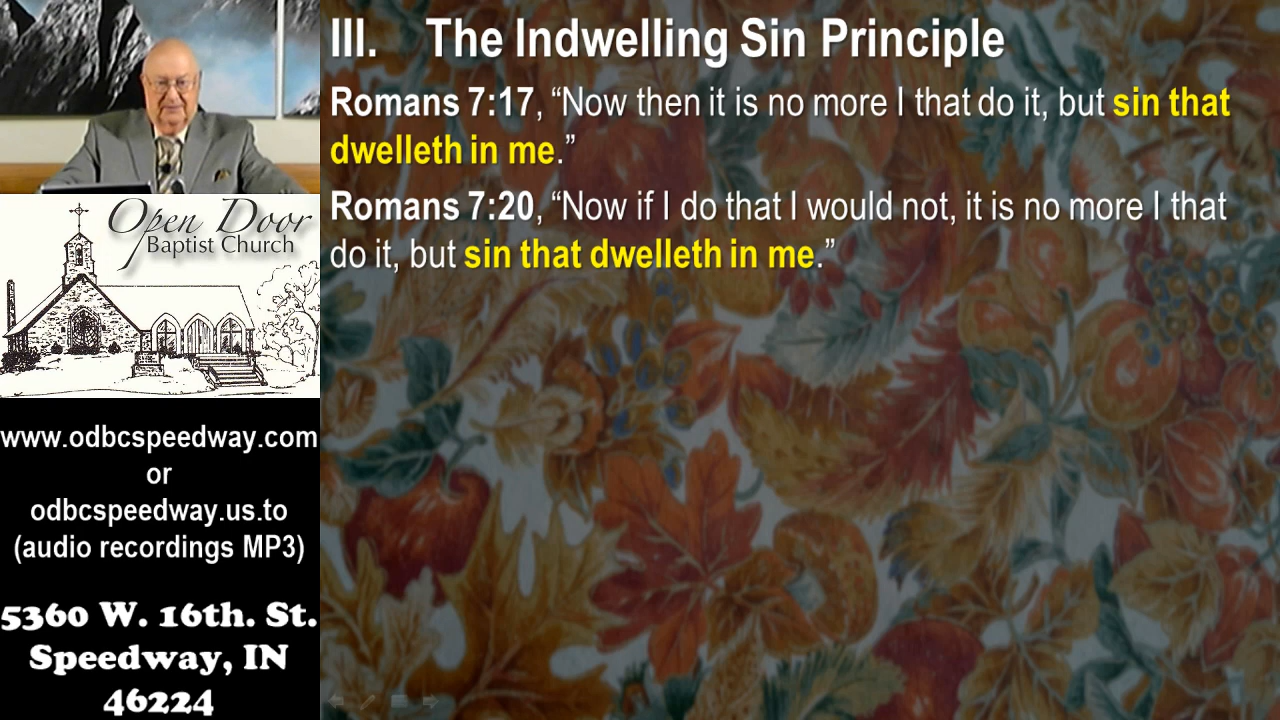 III. The Indwelling Sin Principle
Romans 7:17, “Now then it is no more I that do it, but sin that
dwelleth in me.”
Romans 7:20, “Now if I do that I would not, it is no more I that
do it, but sin that dwelleth in me.”
Open Door
Baptist Church
www.odbcspeedway.com
or
odbcspeedway.us.to
(audio recordings MP3)
5360 W. 16th. St.
Speedway, IN
46224